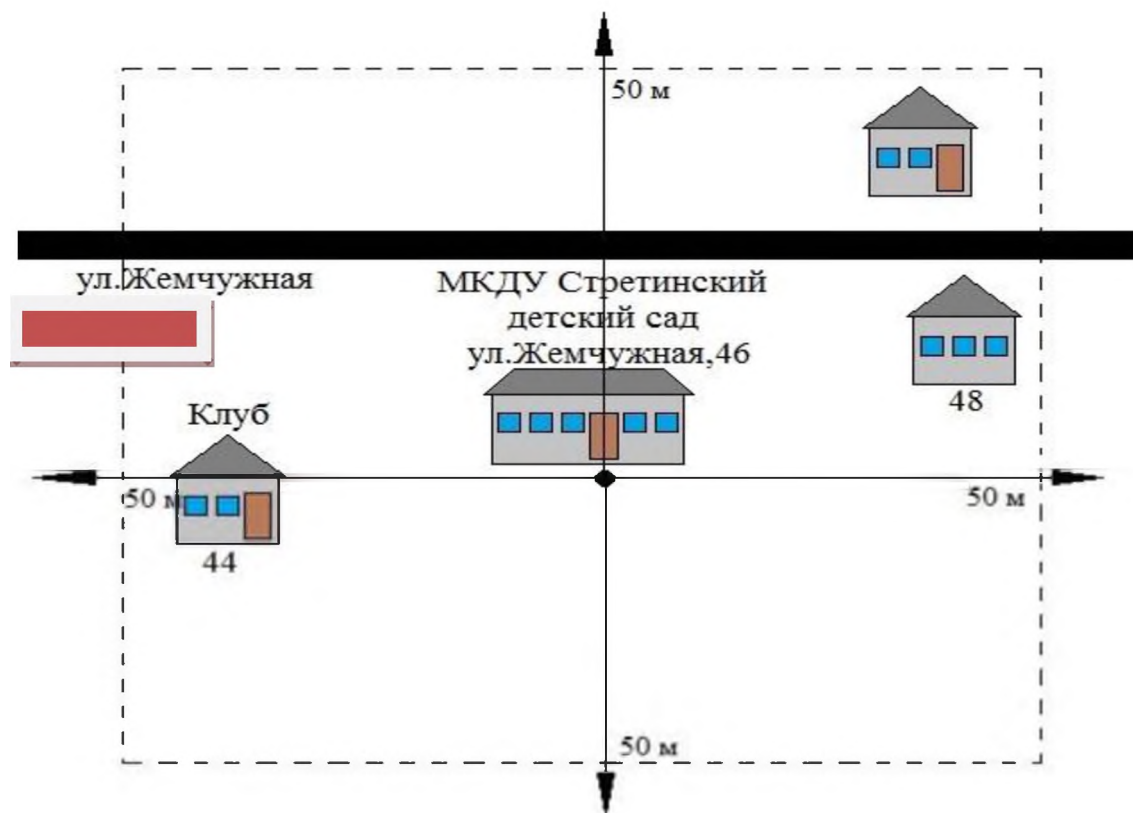 50 м
ул.Жемчужная
МКДУ Стретинский
детский сад
ул.Жемчужная,46
48
Клуб
50 м
50 м
44
50 м